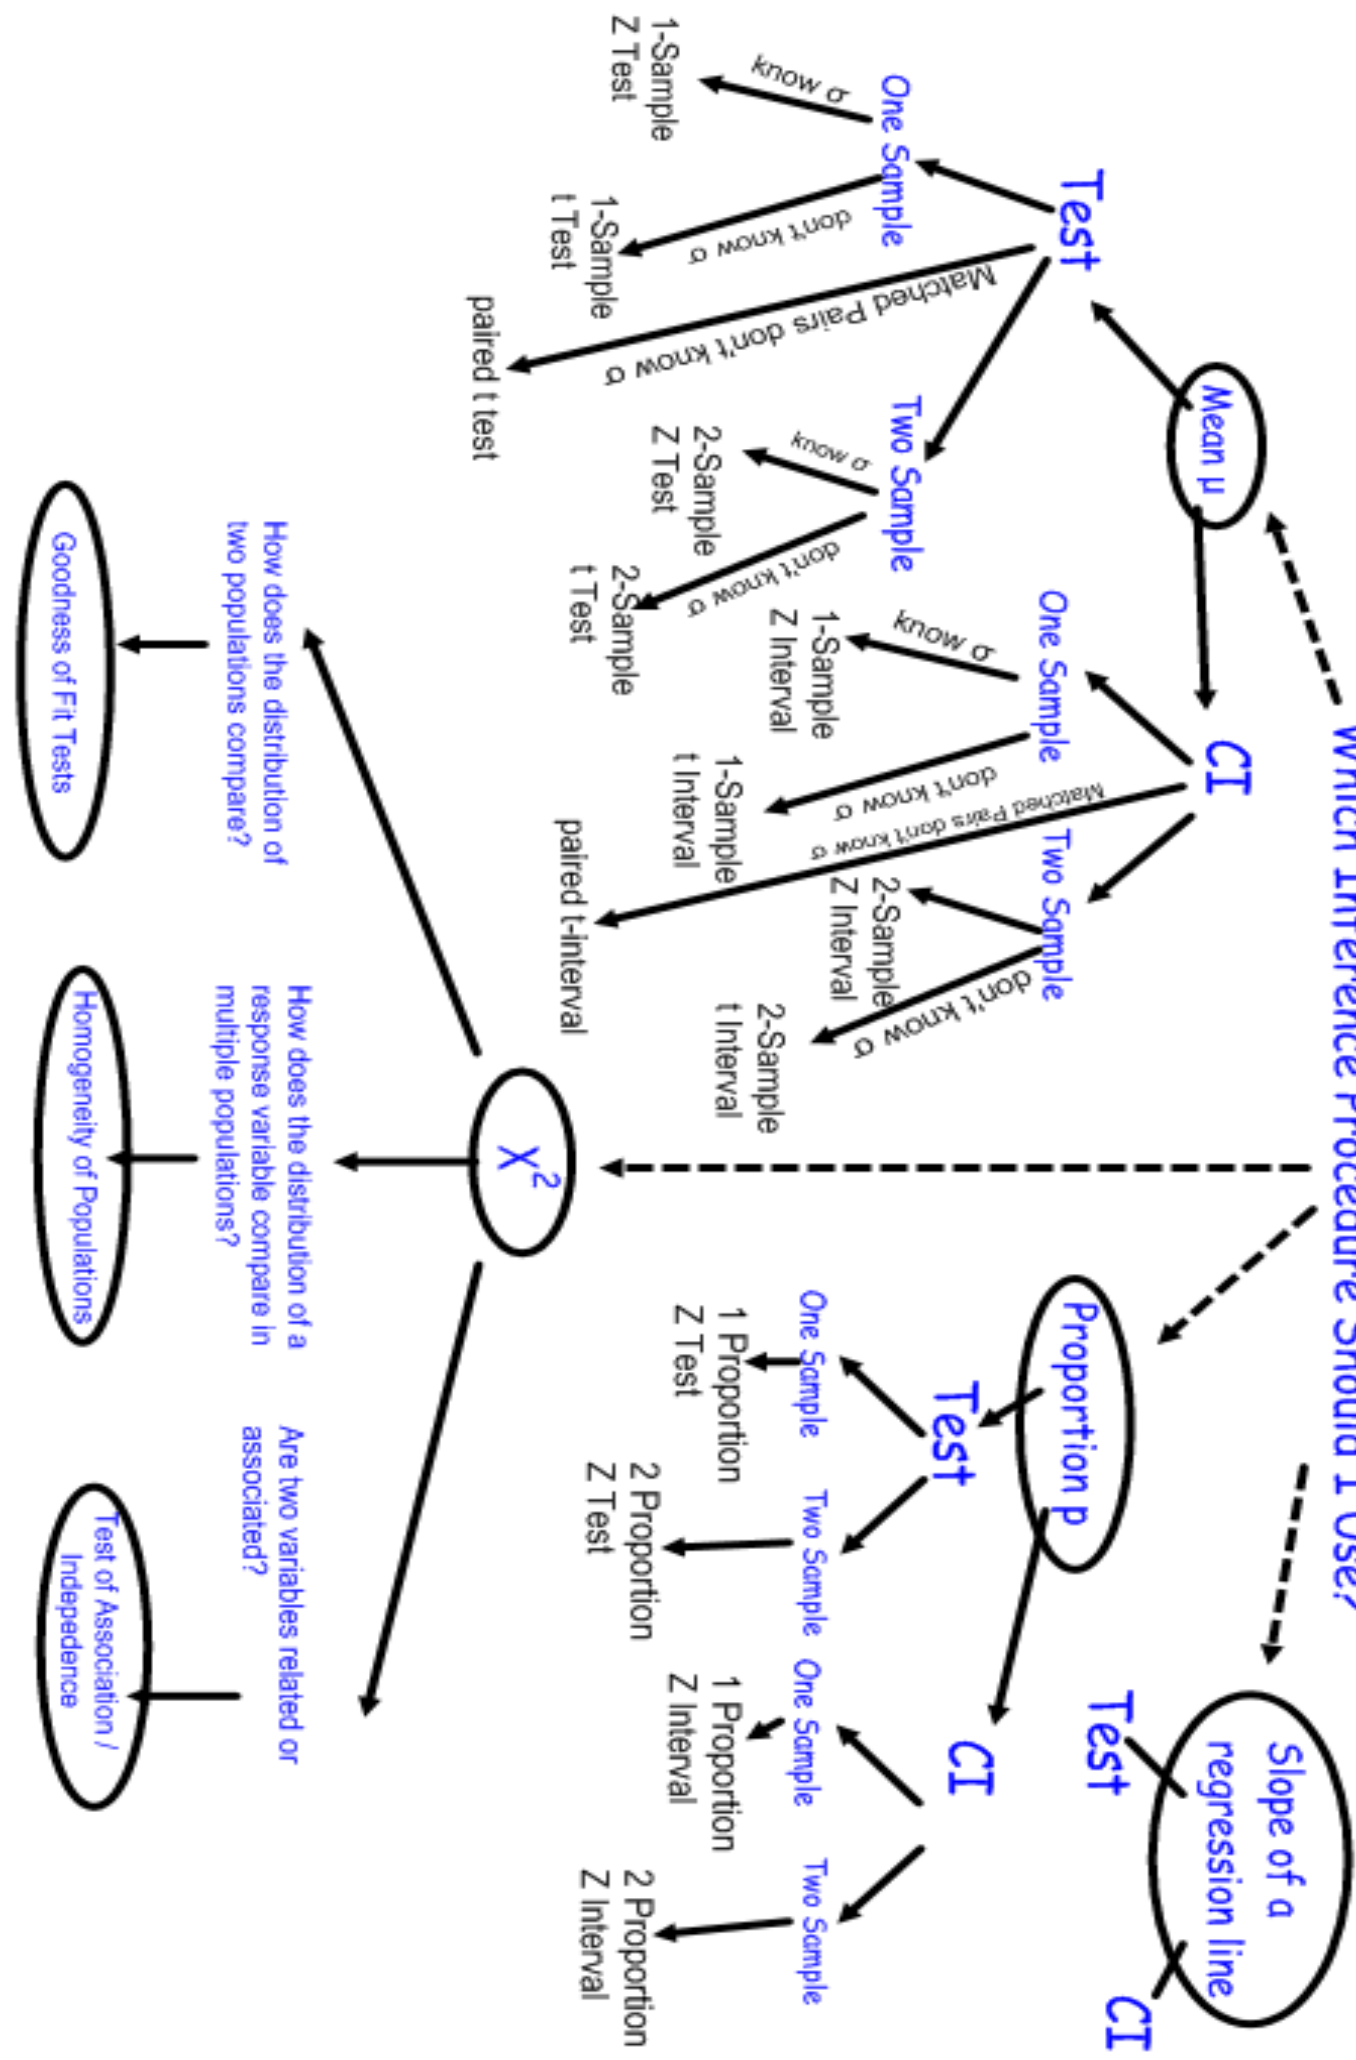 Which Inference Procedure Should I Use?
Mean μ
Test
One Sample
know σ
1-Sample
Z Test
don't know σ
1-Sample
t Test
Matched Pairs don't know σ
paired t test
Two Sample
know σ
2-Sample
Z Test
don't know σ
2-Sample
t Test
CI
One Sample
know σ
1-Sample
Z Interval
don't know σ
1-Sample
t Interval
Matched Pairs don't know σ
paired t-interval
Two Sample
2-Sample
Z Interval
don't know σ
2-Sample
t Interval
Proportion p
Test
One Sample
1 Proportion
Z Test
Two Sample
2 Proportion
Z Test
CI
One Sample
1 Proportion
Z Interval
Two Sample
2 Proportion
Z Interval
Slope of a
regression line
Test
CI
χ²
How does the distribution of
two populations compare?
Goodness of Fit Tests
How does the distribution of a
response variable compare in
multiple populations?
Homogeneity of Populations
Are two variables related or
associated?
Test of Association /
Indepedence